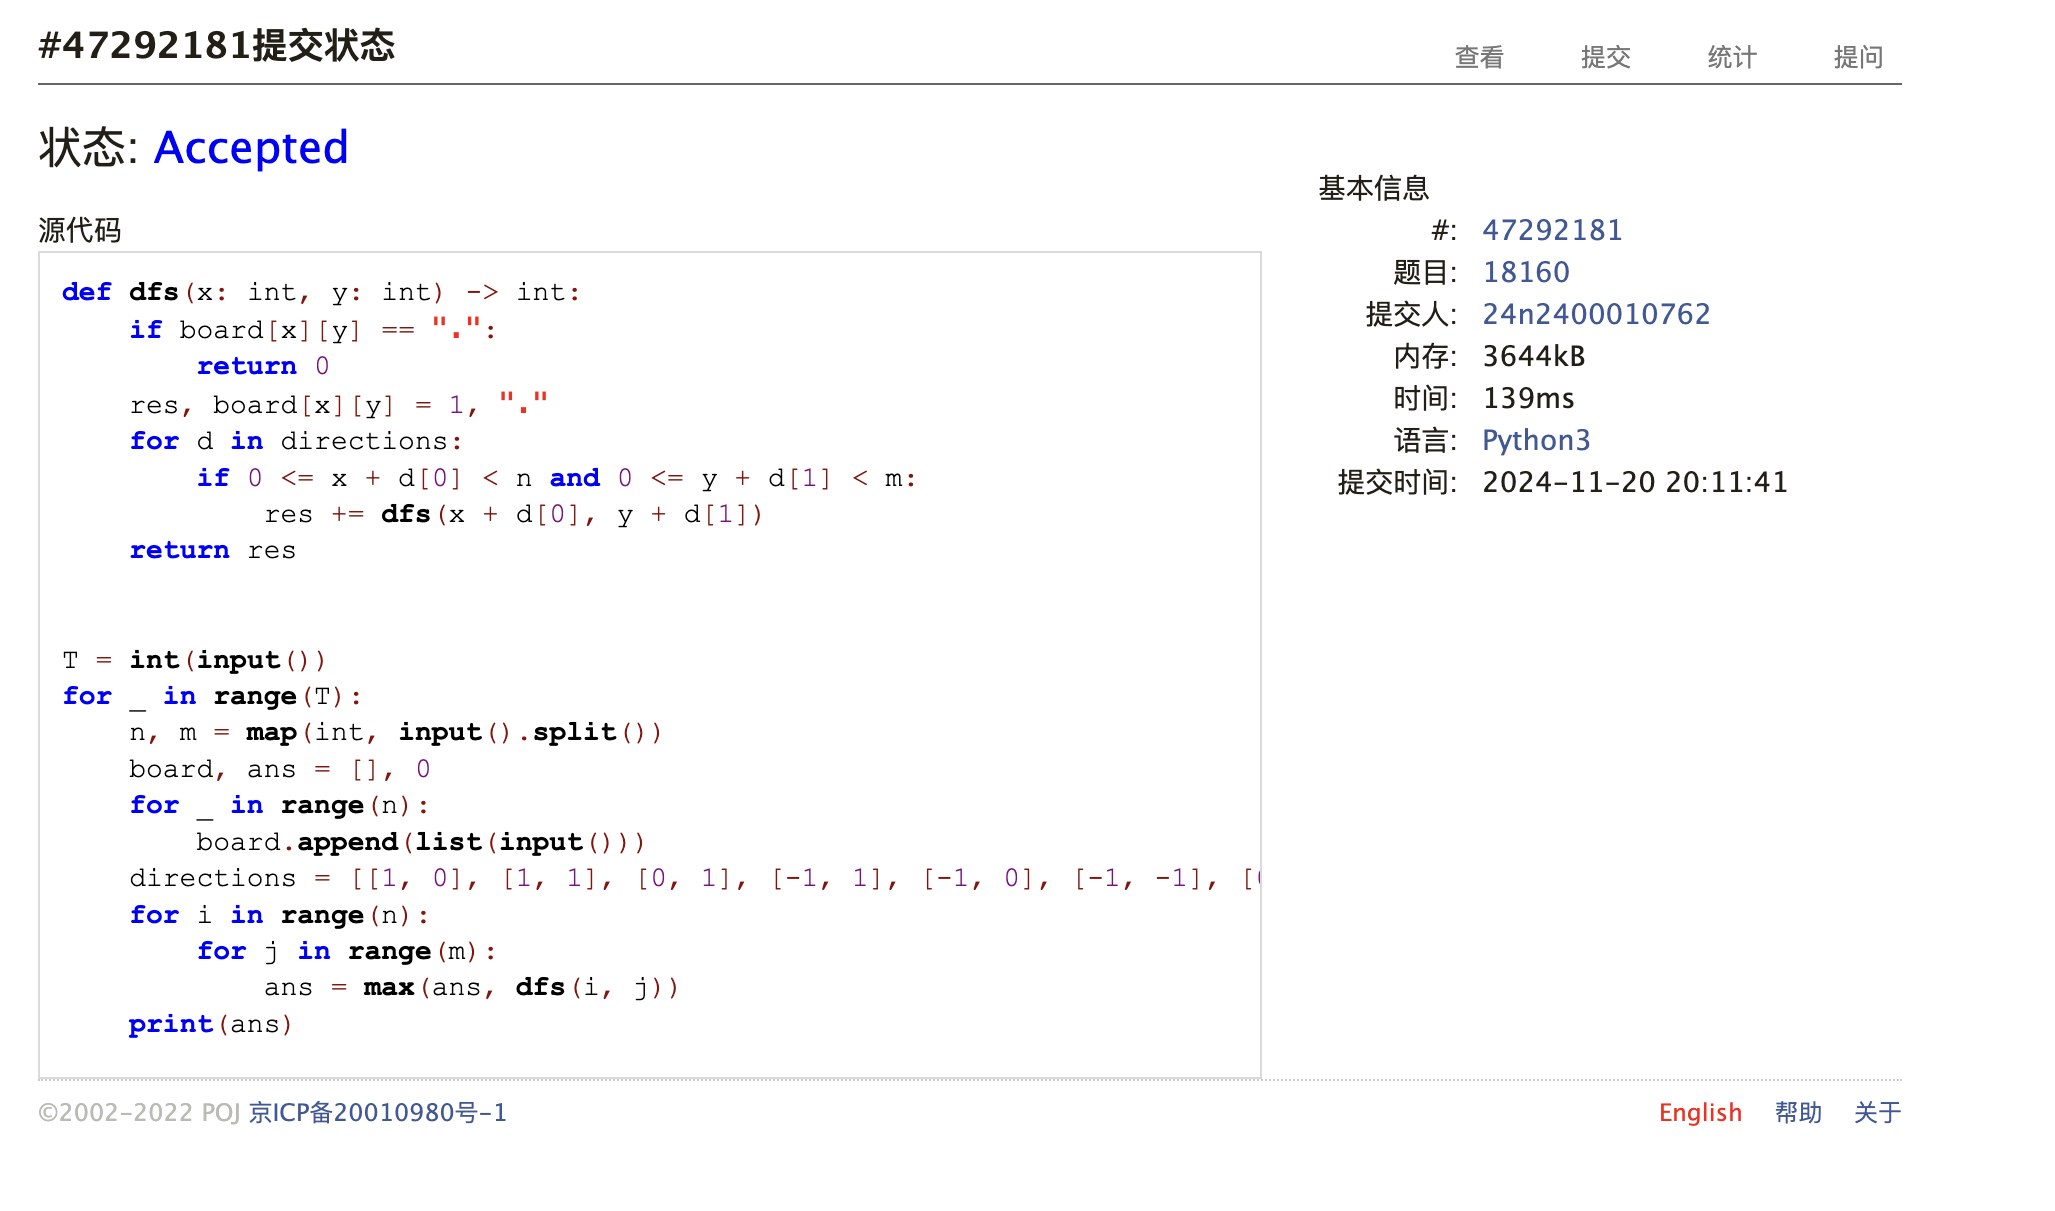 #47292181提交状态
查看 提交 统计 提问
状态: Accepted
源代码
def dfs(x: int, y: int) -> int:
    if board[x][y] == ".":
        return 0
    res, board[x][y] = 1, "."
    for d in directions:
        if 0 <= x + d[0] < n and 0 <= y + d[1] < m:
            res += dfs(x + d[0], y + d[1])
    return res
T = int(input())
for _ in range(T):
    n, m = map(int, input().split())
    board, ans = [], 0
    for _ in range(n):
        board.append(list(input()))
    directions = [[1, 0], [1, 1], [0, 1], [-1, 1], [-1, 0], [-1, -1], [
    for i in range(n):
        for j in range(m):
            ans = max(ans, dfs(i, j))
    print(ans)
基本信息
#: 47292181
题目: 18160
提交人: 24n2400010762
内存: 3644kB
时间: 139ms
语言: Python3
提交时间: 2024-11-20 20:11:41
©2002-2022 POJ 京ICP备20010980号-1
English 帮助 关于